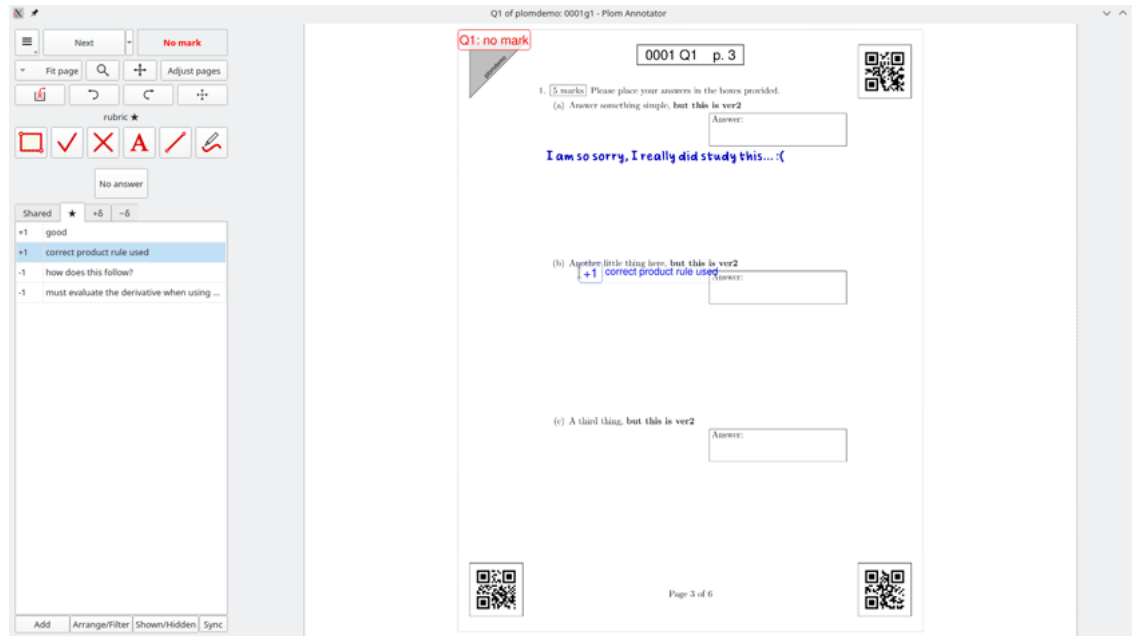 Q1 of plomdemo: 0001g1 - Plom Annotator
Next
No mark
Fit page
Adjust pages
rubric ★
No answer
Shared ★ +δ −δ
+1 good
+1 correct product rule used
-1 how does this follow?
-1 must evaluate the derivative when using ...
Add Arrange/Filter Shown/Hidden Sync
Q1: no mark
plomdemo
0001 Q1 p. 3
1. 5 marks Please place your answers in the boxes provided.
(a) Answer something simple, but this is ver2
Answer:
I am so sorry, I really did study this... :(
(b) Another little thing here, but this is ver2
+1 correct product rule used
Answer:
(c) A third thing, but this is ver2
Answer:
Page 3 of 6